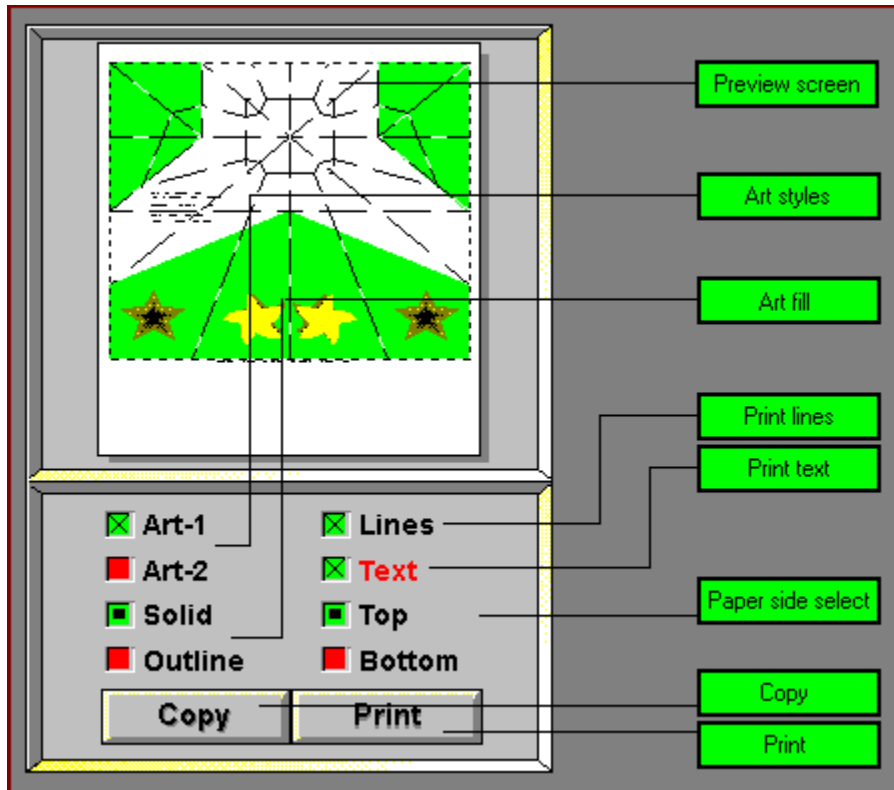 Preview screen
Art styles
Art fill
Print lines
Print text
Art-1
Lines
Art-2
Text
Solid
Top
Paper side select
Outline
Bottom
Copy
Print
Copy
Print